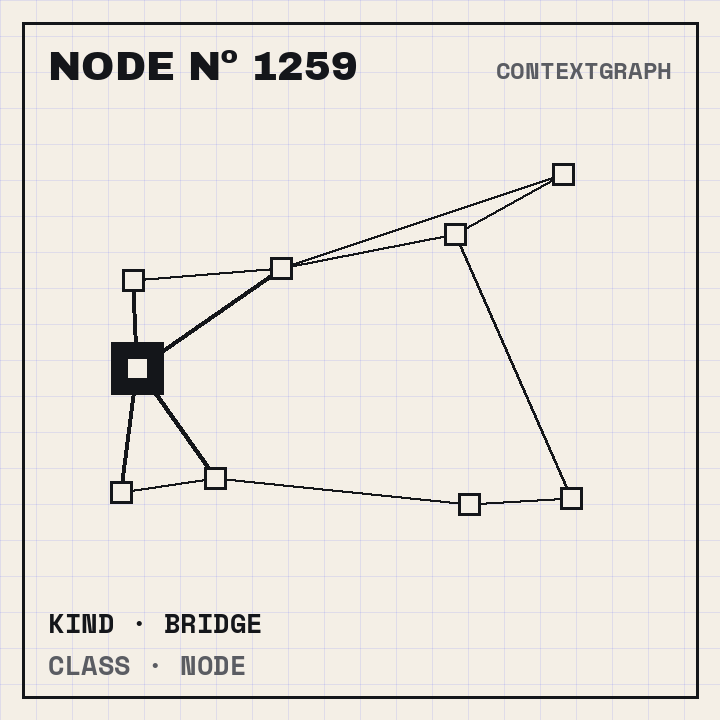 NODE Nº 1259
CONTEXTGRAPH
KIND · BRIDGE
CLASS · NODE